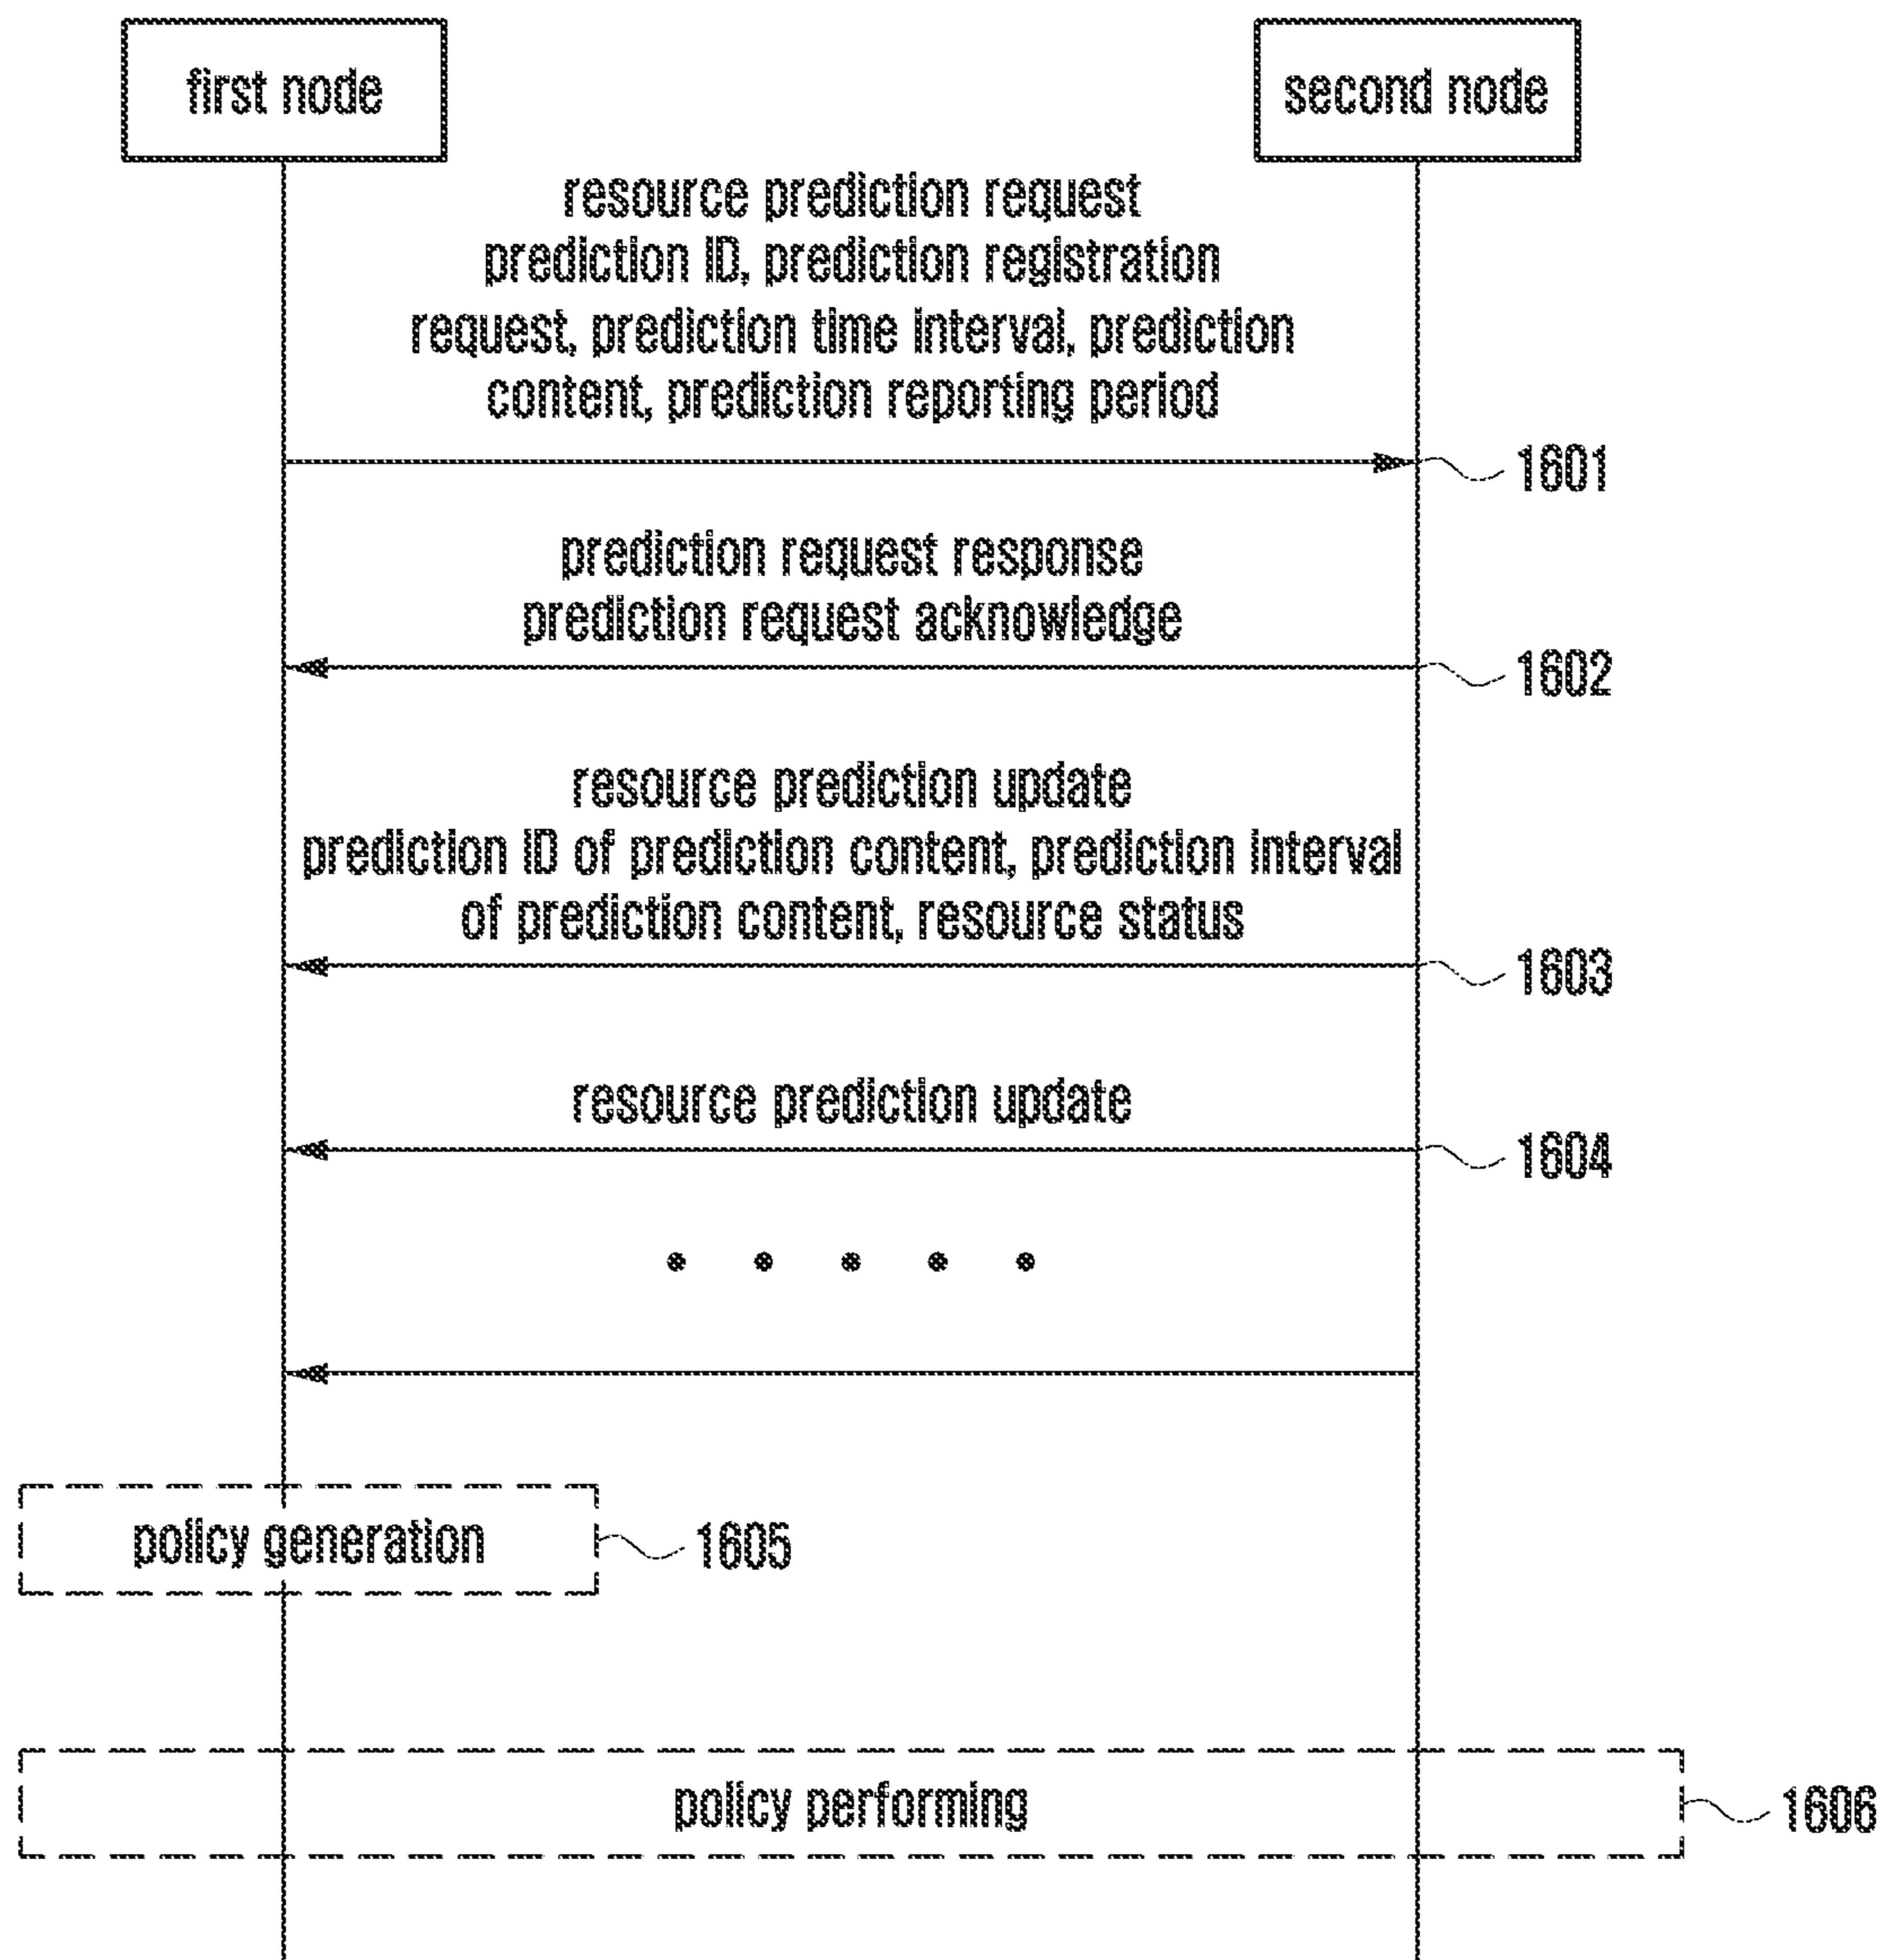 first node
second node
resource prediction request
prediction ID, prediction registration
request, prediction time interval, prediction
content, prediction reporting period
1601
prediction request response
prediction request acknowledge
1602
resource prediction update
prediction ID of prediction content, prediction interval
of prediction content, resource status
1603
resource prediction update
1604
policy generation
1605
policy performing
1606